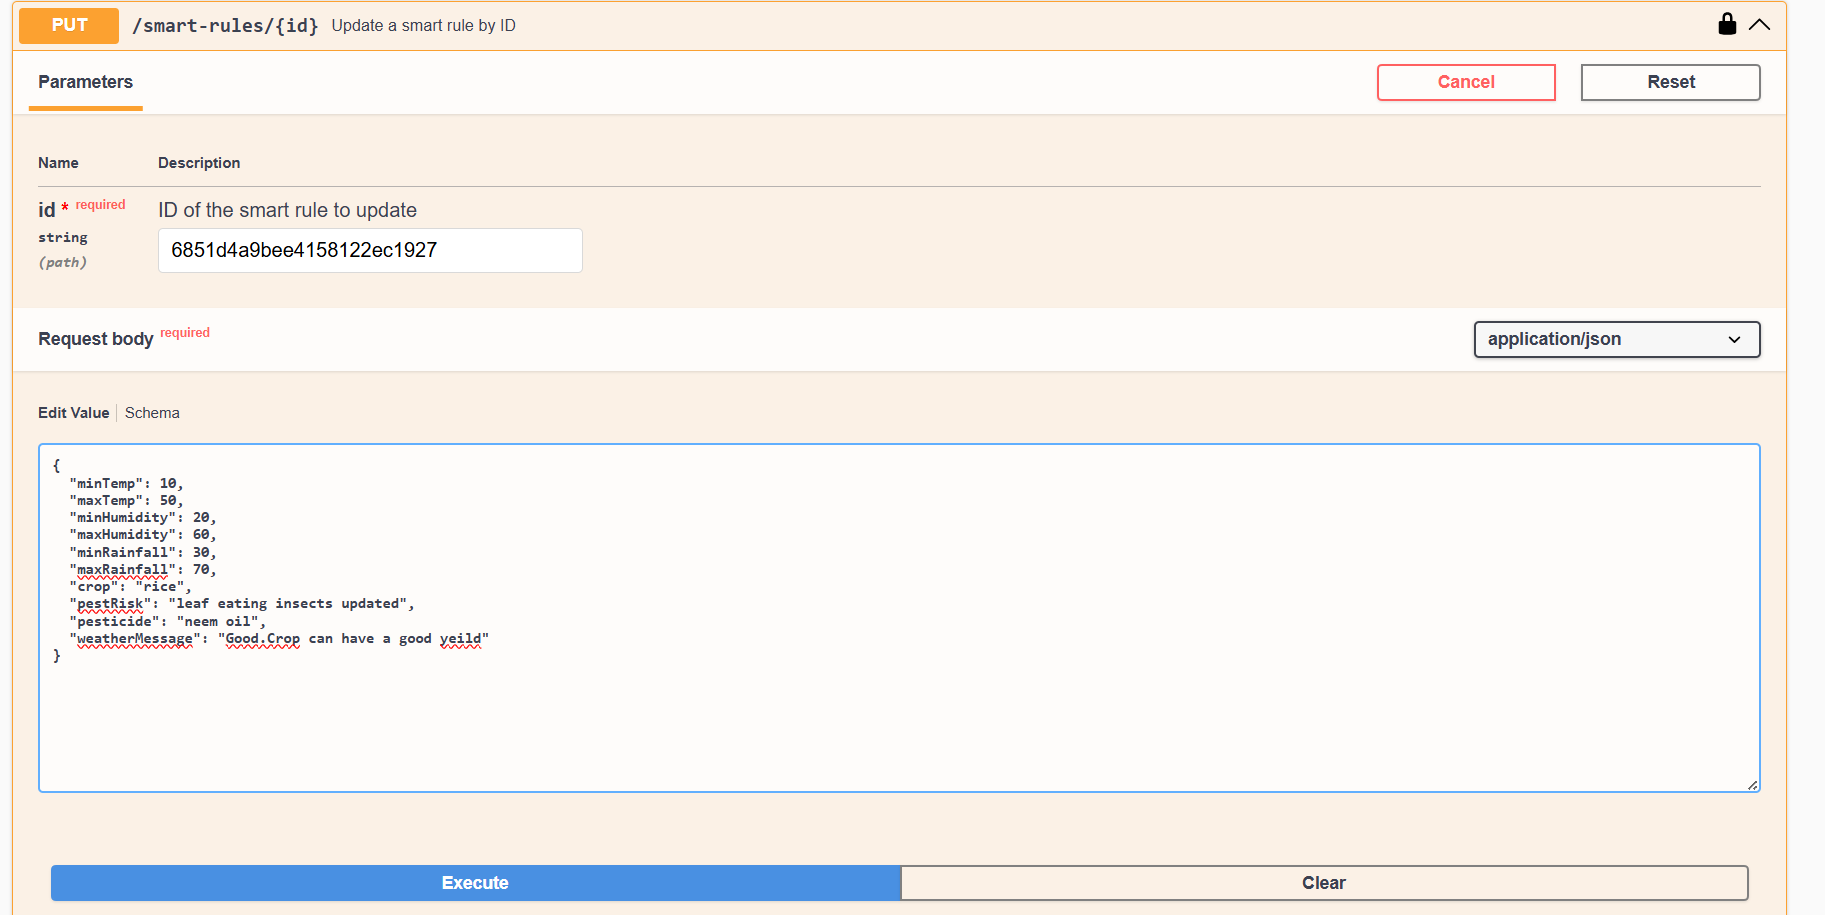 PUT /smart-rules/{id} Update a smart rule by ID
Parameters
Cancel
Reset
Name Description
id * required
ID of the smart rule to update
string
(path)
6851d4a9bee4158122ec1927
Request body required
application/json
Edit Value Schema
{
"minTemp": 10,
"maxTemp": 50,
"minHumidity": 20,
"maxHumidity": 60,
"minRainfall": 30,
"maxRainfall": 70,
"crop": "rice",
"pestRisk": "leaf eating insects updated",
"pesticide": "neem oil",
"weatherMessage": "Good.Crop can have a good yeild"
}
Execute
Clear